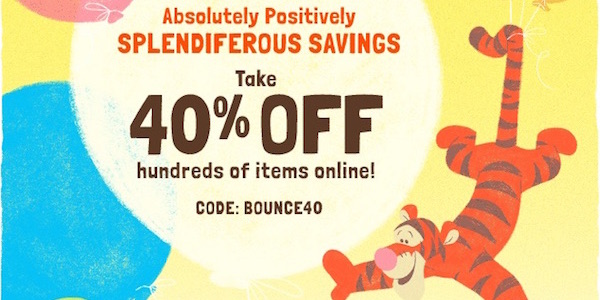 Absolutely Positively
SPLENDIFEROUS SAVINGS
Take
40% OFF
hundreds of items online!
CODE: BOUNCE40